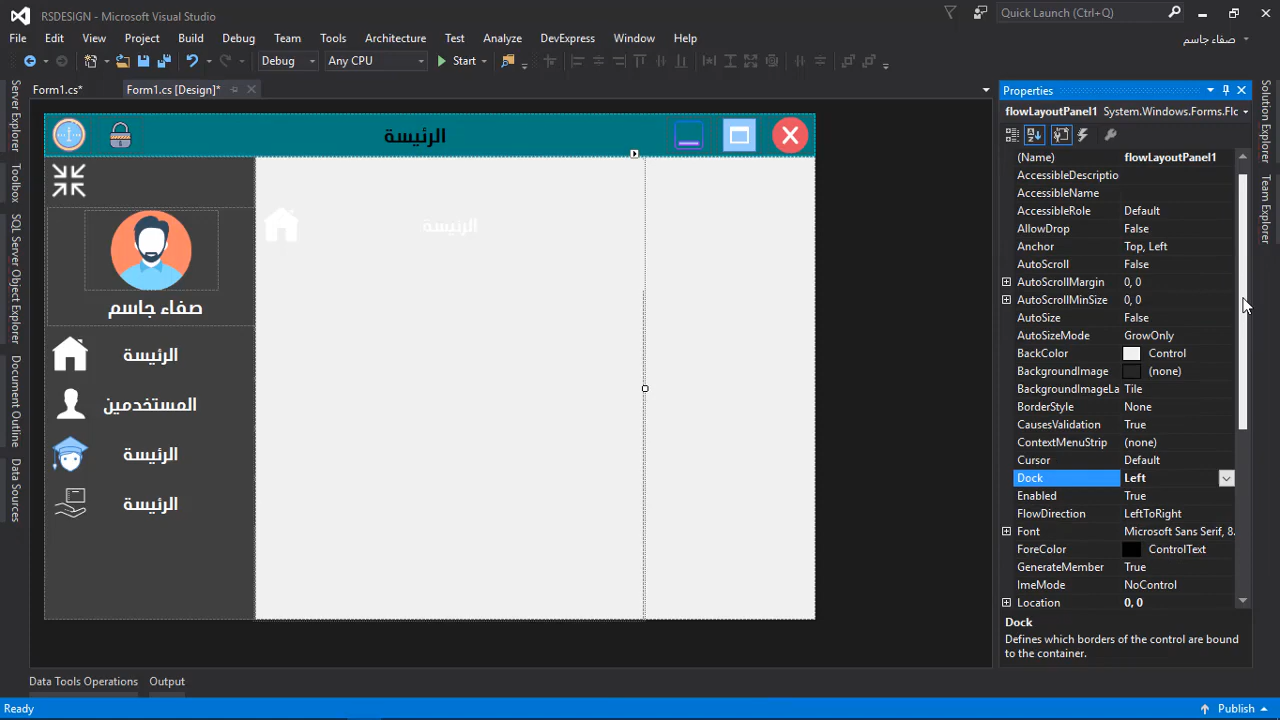 RSDESIGN - Microsoft Visual Studio
Quick Launch (Ctrl+Q)
File Edit View Project Build Debug Team Tools Architecture Test Analyze DevExpress Window Help
صفاء جاسم
Debug Any CPU Start
Form1.cs* Form1.cs [Design]*
Server Explorer
Toolbox
SQL Server Object Explorer
Document Outline
Data Sources
الرئيسة
صفاء جاسم
الرئيسة
المستخدمين
الرئيسة
الرئيسة
الرئيسة
Properties
flowLayoutPanel1 System.Windows.Forms.Flc
(Name) flowLayoutPanel1
AccessibleDescriptio
AccessibleName
AccessibleRole Default
AllowDrop False
Anchor Top, Left
AutoScroll False
AutoScrollMargin 0, 0
AutoScrollMinSize 0, 0
AutoSize False
AutoSizeMode GrowOnly
BackColor Control
BackgroundImage (none)
BackgroundImageLa Tile
BorderStyle None
CausesValidation True
ContextMenuStrip (none)
Cursor Default
Dock Left
Enabled True
FlowDirection LeftToRight
Font Microsoft Sans Serif, 8.
ForeColor ControlText
GenerateMember True
ImeMode NoControl
Location 0, 0
Dock
Defines which borders of the control are bound
to the container.
Solution Explorer
Team Explorer
Data Tools Operations Output
Ready Publish